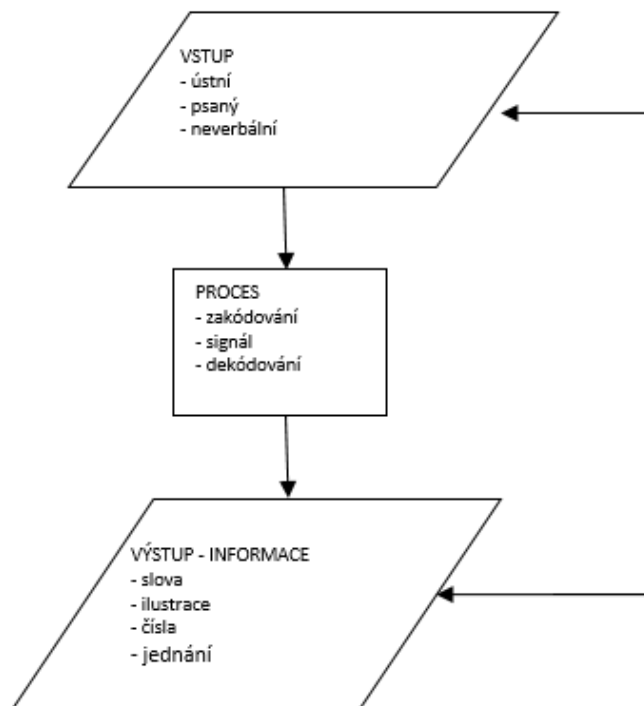 VSTUP
- ústní
- psaný
- neverbální
PROCES
- zakódování
- signál
- dekódování
VÝSTUP - INFORMACE
- slova
- ilustrace
- čísla
- jednání